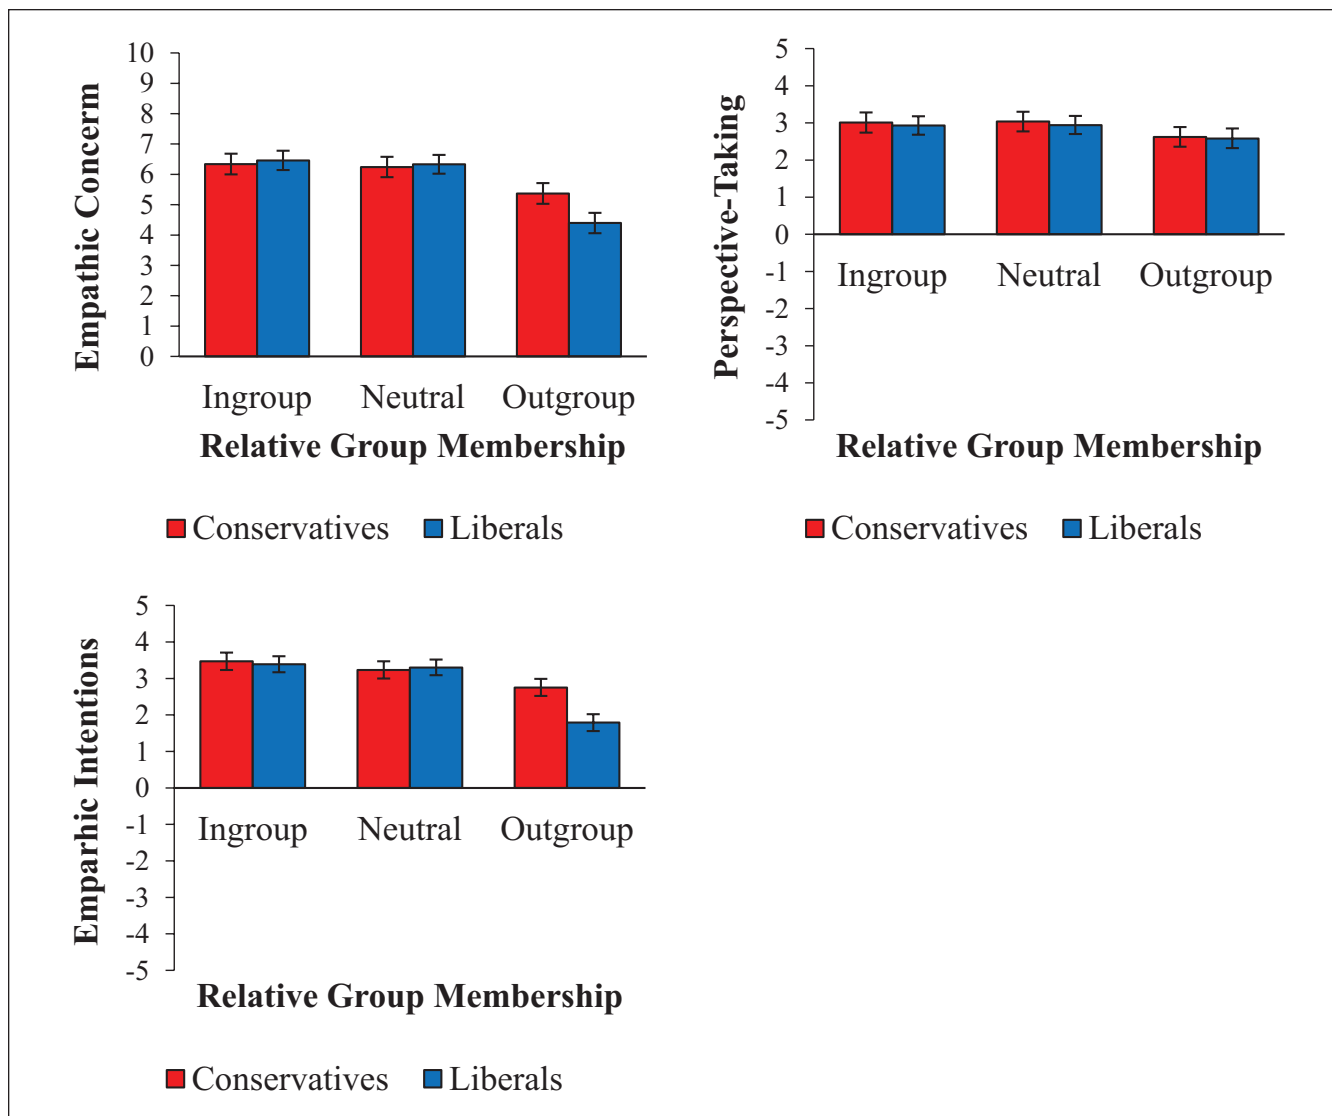 Empathic Concerm
10
9
8
7
6
5
4
3
2
1
0
Ingroup Neutral Outgroup
Relative Group Membership
Conservatives Liberals
Perspective-Taking
5
4
3
2
1
0
-1
-2
-3
-4
-5
Ingroup Neutral Outgroup
Relative Group Membership
Conservatives Liberals
Emparhic Intentions
5
4
3
2
1
0
-1
-2
-3
-4
-5
Ingroup Neutral Outgroup
Relative Group Membership
Conservatives Liberals